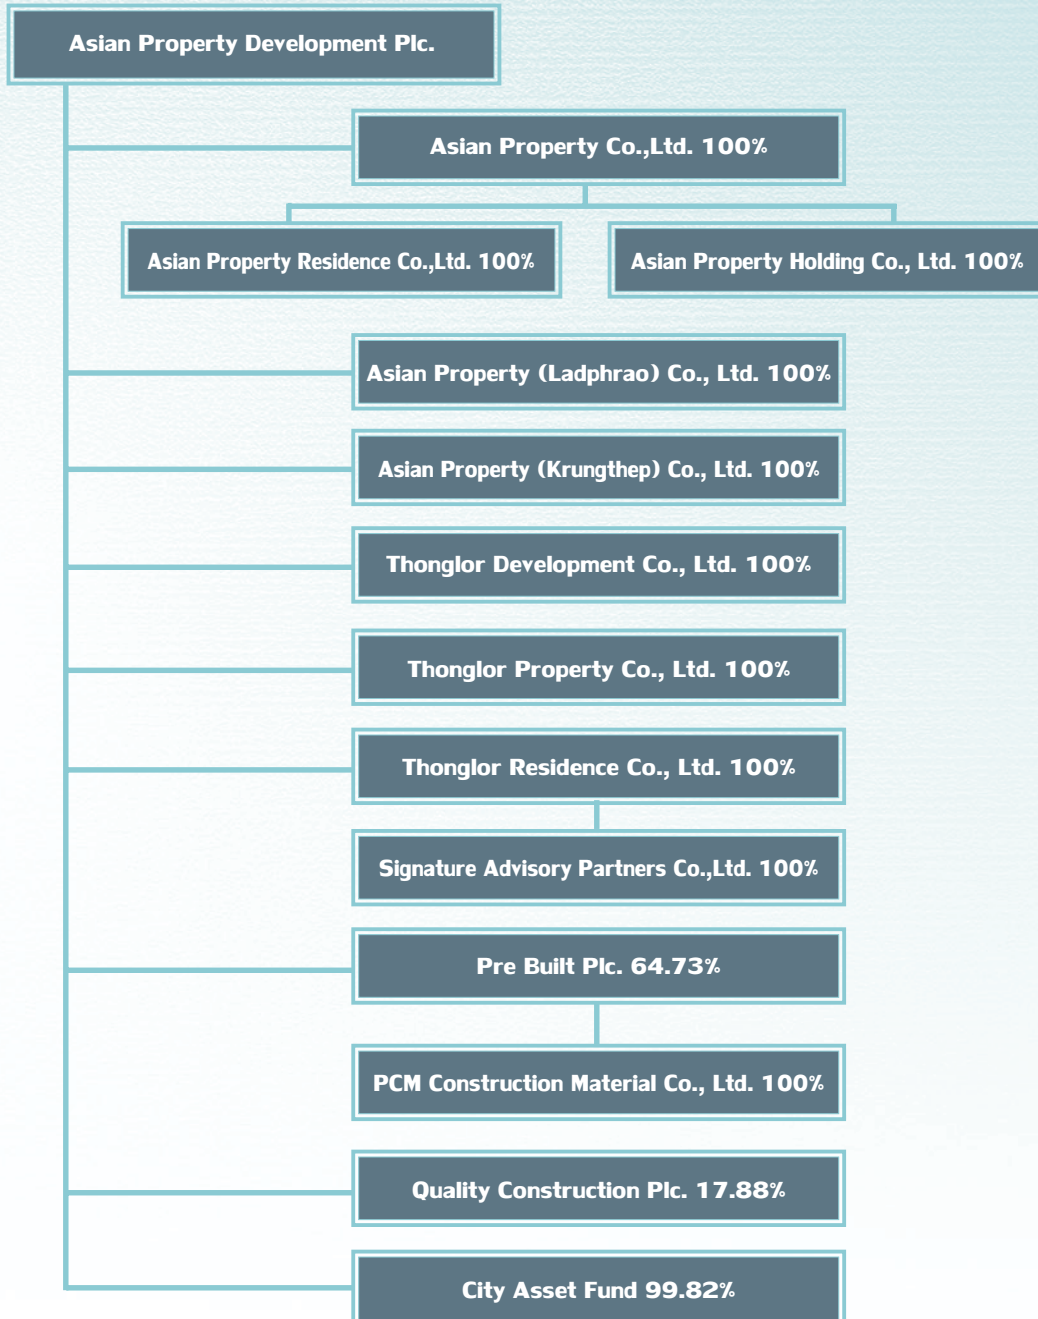 Asian Property Development Plc.
Asian Property Co.,Ltd. 100%
Asian Property Residence Co.,Ltd. 100%
Asian Property Holding Co., Ltd. 100%
Asian Property (Ladphrao) Co., Ltd. 100%
Asian Property (Krungthep) Co., Ltd. 100%
Thonglor Development Co., Ltd. 100%
Thonglor Property Co., Ltd. 100%
Thonglor Residence Co., Ltd. 100%
Signature Advisory Partners Co.,Ltd. 100%
Pre Built Plc. 64.73%
PCM Construction Material Co., Ltd. 100%
Quality Construction Plc. 17.88%
City Asset Fund 99.82%